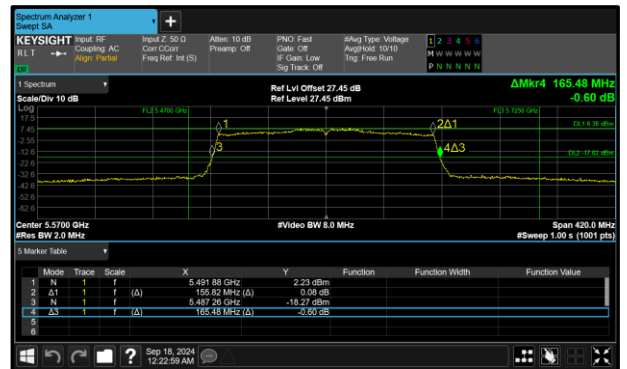 Spectrum Analyzer 1
Swept SA
KEYSIGHT Input: RF Input Z: 50 Ω Atten: 10 dB PNO: Fast #Avg Type: Voltage 1 2 3 4 5 6
RLT Coupling: AC Corr CCorr Preamp: Off Gate: Off Avg|Hold: 10/10 M W W W W W
Align: Partial Freq Ref: Int (S) IF Gain: Low Trig: Free Run
Sig Track: Off P N N N N N
LXI
1 Spectrum Ref Lvl Offset 27.45 dB ΔMkr4 165.48 MHz
Scale/Div 10 dB Ref Level 27.45 dBm -0.60 dB
Log
17.5 FL2 5.4700 GHz FL3 5.7250 GHz
7.45 1 2Δ1 DL1 8.38 dBm
-2.55
-12.6 3 4Δ3 DL2 -17.62 dBm
-22.6
-32.6
-42.6
-52.6
-62.6
Center 5.5700 GHz #Video BW 8.0 MHz Span 420.0 MHz
#Res BW 2.0 MHz #Sweep 1.00 s (1001 pts)
5 Marker Table
Mode Trace Scale X Y Function Function Width Function Value
1 N 1 f 5.491 88 GHz 2.23 dBm
2 Δ1 1 f (Δ) 155.82 MHz (Δ) 0.08 dB
3 N 1 f 5.487 26 GHz -18.27 dBm
4 Δ3 1 f (Δ) 165.48 MHz (Δ) -0.60 dB
5
6
? Sep 18, 2024
12:22:59 AM